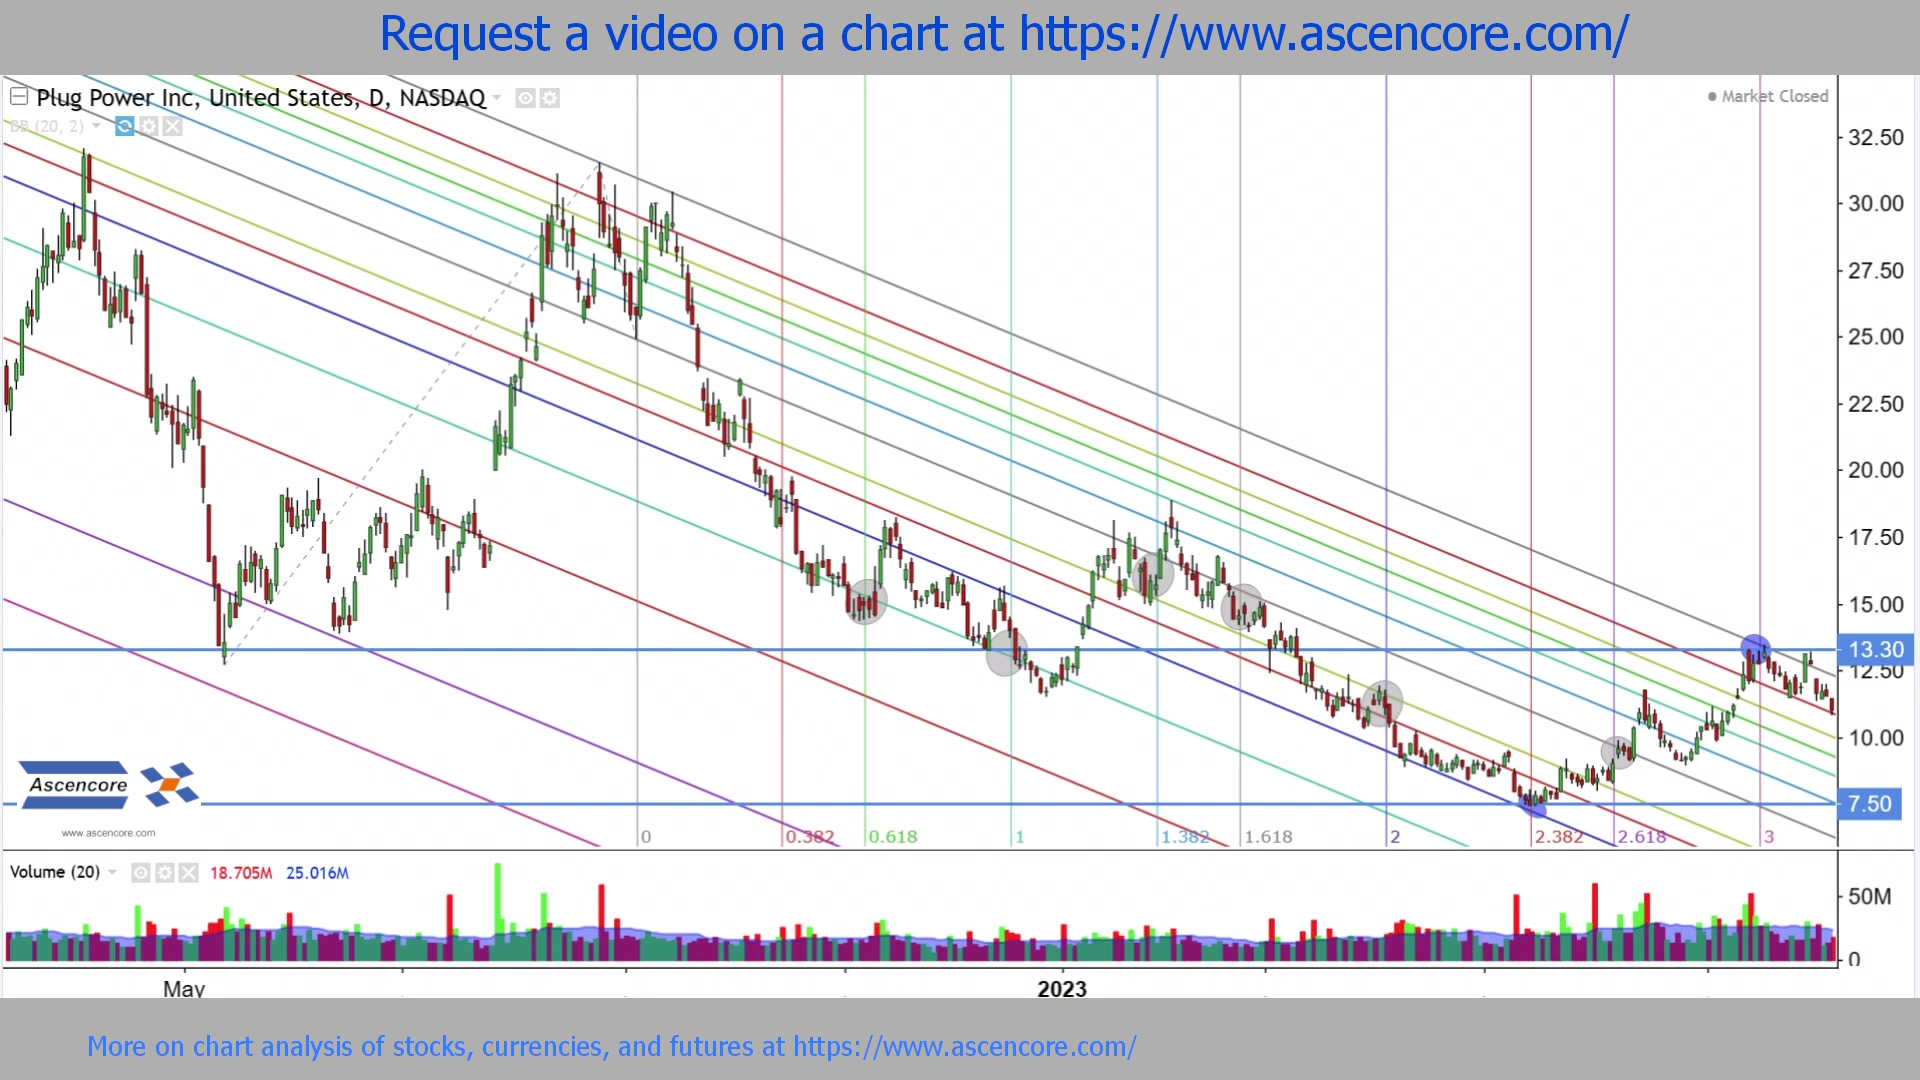 Request a video on a chart at https://www.ascencore.com/
Plug Power Inc, United States, D, NASDAQ
Market Closed
BB (20, 2)
32.50
30.00
27.50
25.00
22.50
20.00
17.50
15.00
13.30
12.50
10.00
7.50
Ascencore
www.ascencore.com
0 0.382 0.618 1 1.382 1.618 2 2.382 2.618 3
Volume (20) 18.705M 25.016M
50M
0
May 2023
More on chart analysis of stocks, currencies, and futures at https://www.ascencore.com/